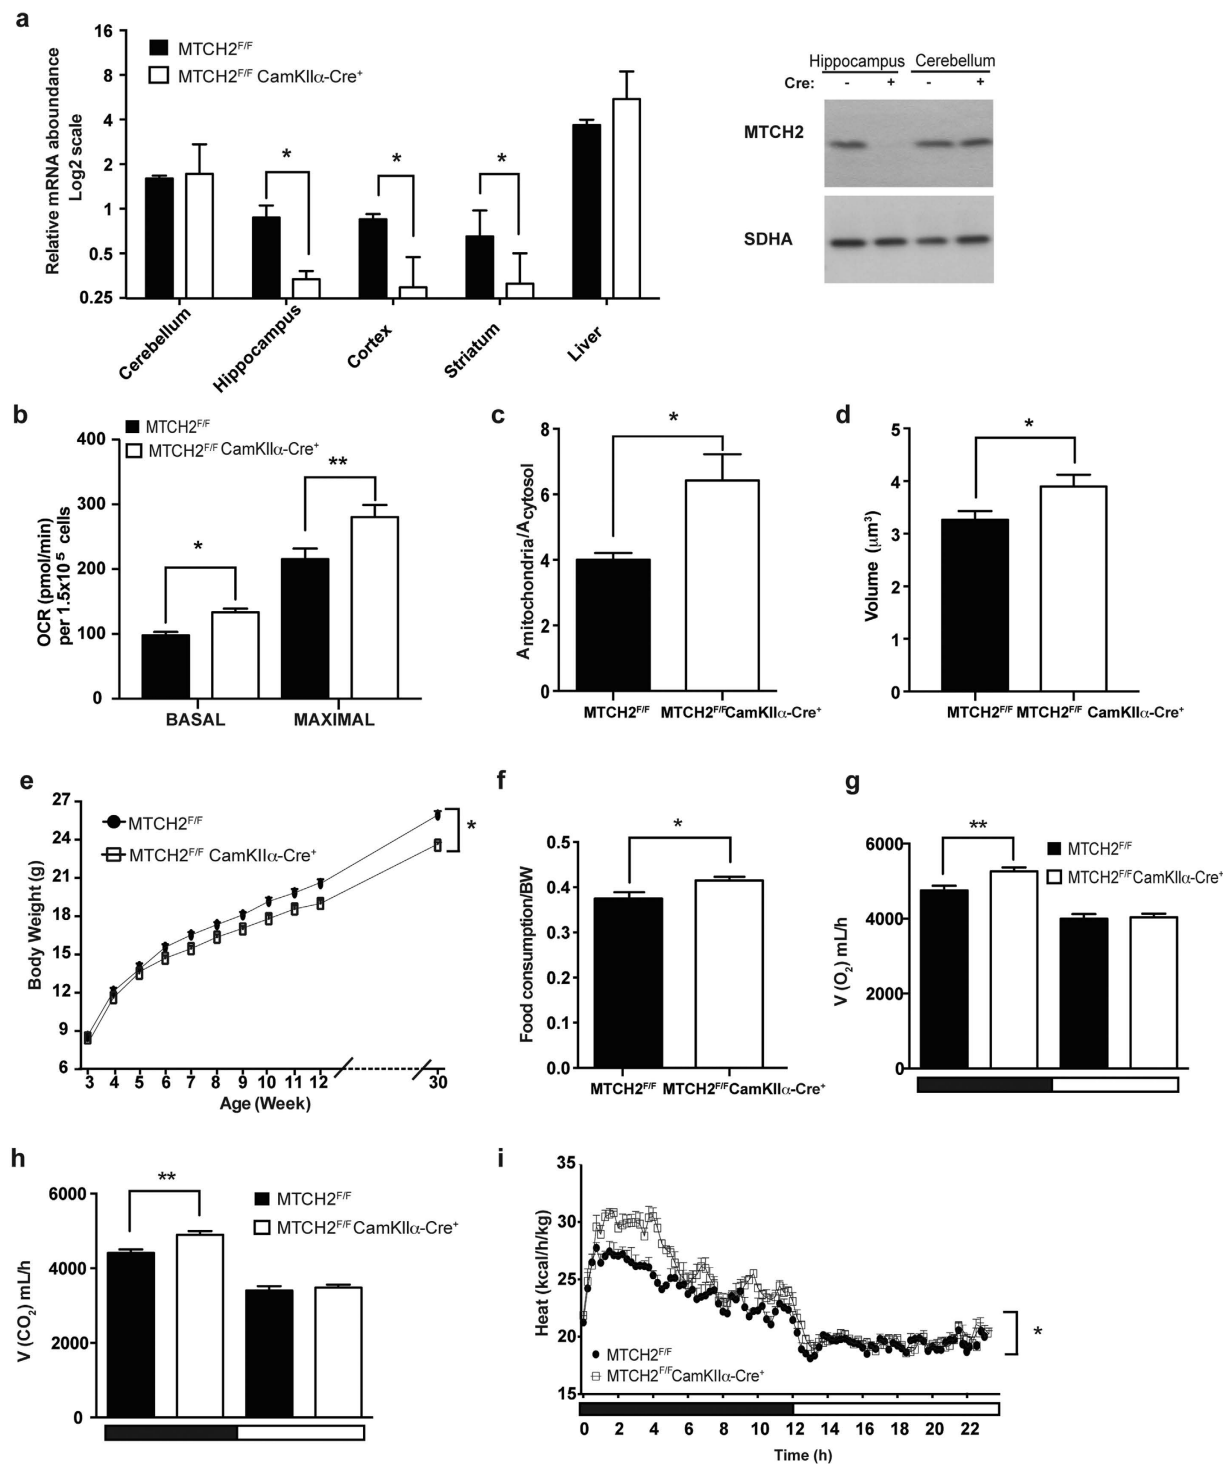 a
Relative mRNA aboundance
Log2 scale
16
8
4
2
1
0.5
0.25
MTCH2F/F
MTCH2F/F CamKIIα-Cre+
*
*
*
Cerebellum
Hippocampus
Cortex
Striatum
Liver
Hippocampus Cerebellum
Cre: - + - +
MTCH2
SDHA
b
MTCH2F/F
MTCH2F/F CamKIIα-Cre+
OCR (pmol/min)
per 1.5x10 5 cells
400
300
200
100
0
*
**
BASAL
MAXIMAL
c
Amitochondria/Acytosol
8
6
4
2
0
*
MTCH2F/F MTCH2F/FCamKIIα-Cre+
d
Volume (μm3)
5
4
3
2
1
0
*
MTCH2F/F MTCH2F/F CamKIIα-Cre+
e
Body Weight (g)
27
24
21
18
15
12
9
6
MTCH2F/F
MTCH2F/F CamKIIα-Cre+
*
3 4 5 6 7 8 9 10 11 12 30
Age (Week)
f
Food consumption/BW
0.5
0.4
0.3
0.2
0.1
0.0
*
MTCH2F/F MTCH2F/FCamKIIα-Cre+
g
V (O2) mL/h
6000
4000
2000
0
**
MTCH2F/F
MTCH2F/FCamKIIα-Cre+
h
V (CO2) mL/h
6000
4000
2000
0
**
MTCH2F/F
MTCH2F/F CamKIIα-Cre+
i
Heat (kcal/h/kg)
35
30
25
20
15
MTCH2F/F
MTCH2F/FCamKIIα-Cre+
*
0 2 4 6 8 10 12 14 16 18 20 22
Time (h)